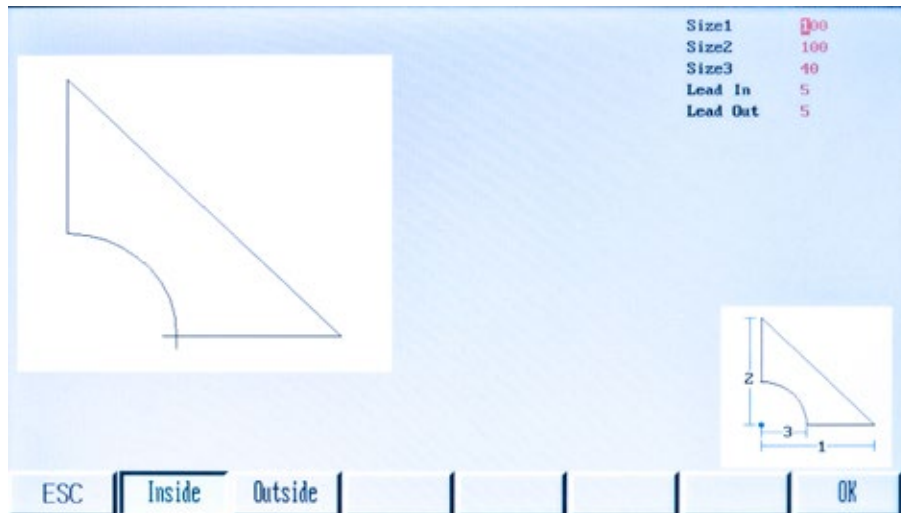 Size1 100
Size2 100
Size3 40
Lead In 5
Lead Out 5
2
3
1
ESC Inside Outside OK